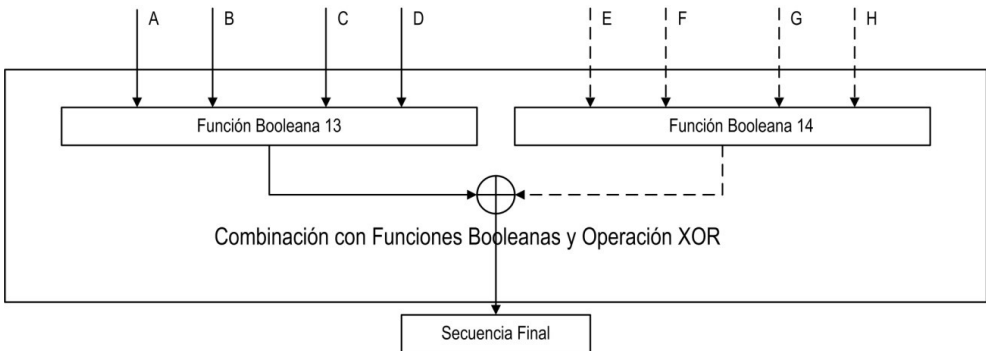 A B C D E F G H
Función Booleana 13
Función Booleana 14
Combinación con Funciones Booleanas y Operación XOR
Secuencia Final